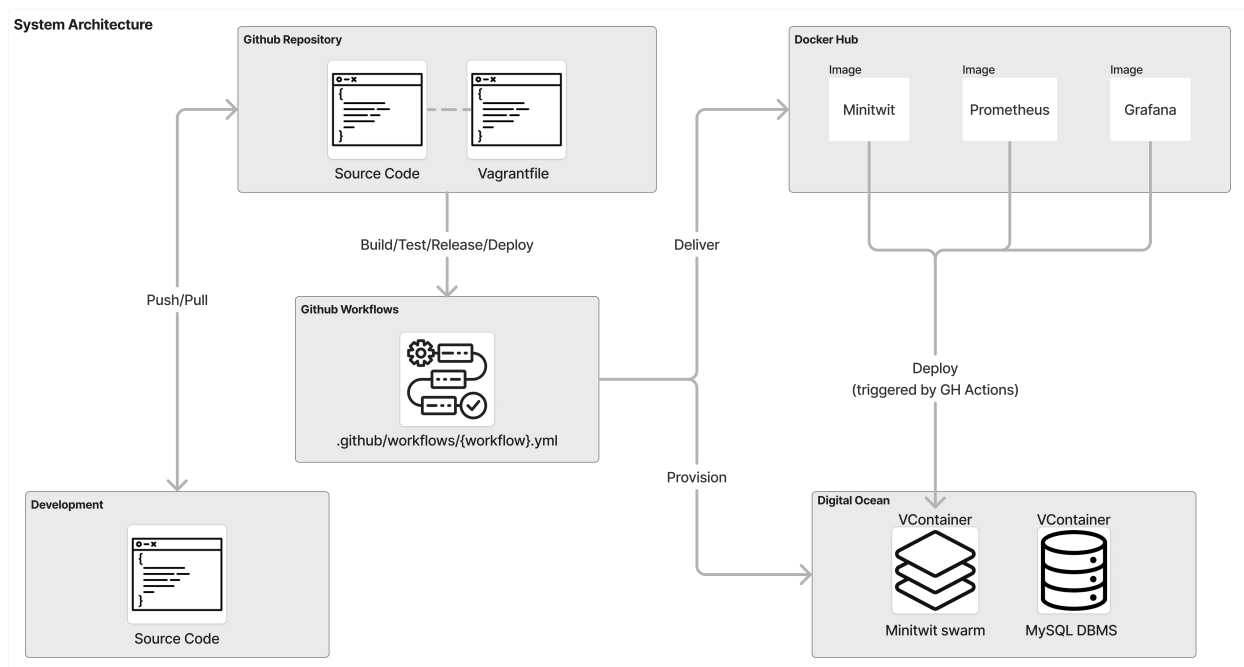 System Architecture
Github Repository
{
}
{
}
Source Code
Vagrantfile
Docker Hub
Image
Image
Image
Minitwit
Prometheus
Grafana
Build/Test/Release/Deploy
Deliver
Push/Pull
Github Workflows
.github/workflows/{workflow}.yml
Deploy
(triggered by GH Actions)
Provision
Development
{
}
Source Code
Digital Ocean
VContainer
VContainer
Minitwit swarm
MySQL DBMS